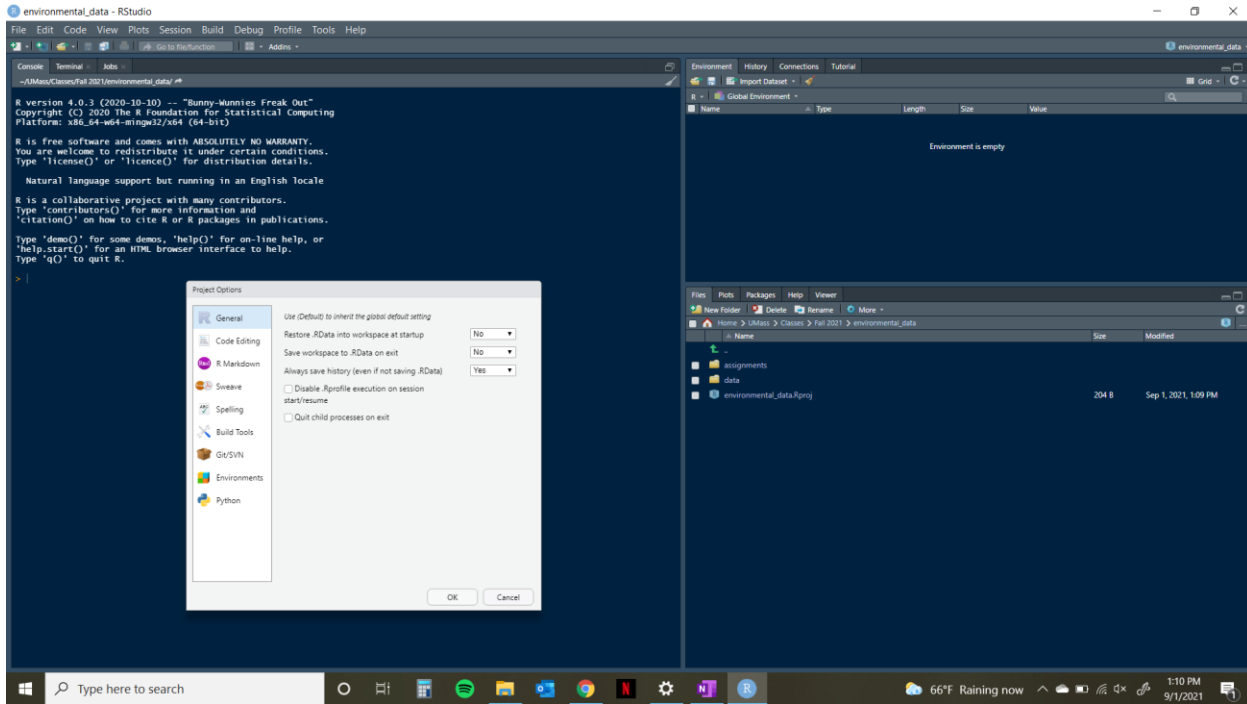 environmental_data - RStudio
File Edit Code View Plots Session Build Debug Profile Tools Help
Go to file/function Addins
environmental_data
Console Terminal Jobs
~/UMass/Classes/Fall 2021/environmental_data/
R version 4.0.3 (2020-10-10) -- "Bunny-Wunnies Freak Out"
Copyright (C) 2020 The R Foundation for Statistical Computing
Platform: x86_64-w64-mingw32/x64 (64-bit)
R is free software and comes with ABSOLUTELY NO WARRANTY.
You are welcome to redistribute it under certain conditions.
Type 'license()' or 'licence()' for distribution details.
Natural language support but running in an English locale
R is a collaborative project with many contributors.
Type 'contributors()' for more information and
'citation()' on how to cite R or R packages in publications.
Type 'demo()' for some demos, 'help()' for on-line help, or
'help.start()' for an HTML browser interface to help.
Type 'q()' to quit R.
>
Project Options
General
Code Editing
R Markdown
Sweave
Spelling
Build Tools
Git/SVN
Environments
Python
Use (Default) to inherit the global default setting
Restore .RData into workspace at startup No
Save workspace to .RData on exit No
Always save history (even if not saving .RData) Yes
Disable .Rprofile execution on session
start/resume
Quit child processes on exit
OK Cancel
Environment History Connections Tutorial
Import Dataset Grid
R Global Environment
Name Type Length Size Value
Environment is empty
Files Plots Packages Help Viewer
New Folder Delete Rename More
Home > UMass > Classes > Fall 2021 > environmental_data
Name Size Modified
..
assignments
data
environmental_data.Rproj 204 B Sep 1, 2021, 1:09 PM
Type here to search
66°F Raining now
1:10 PM
9/1/2021